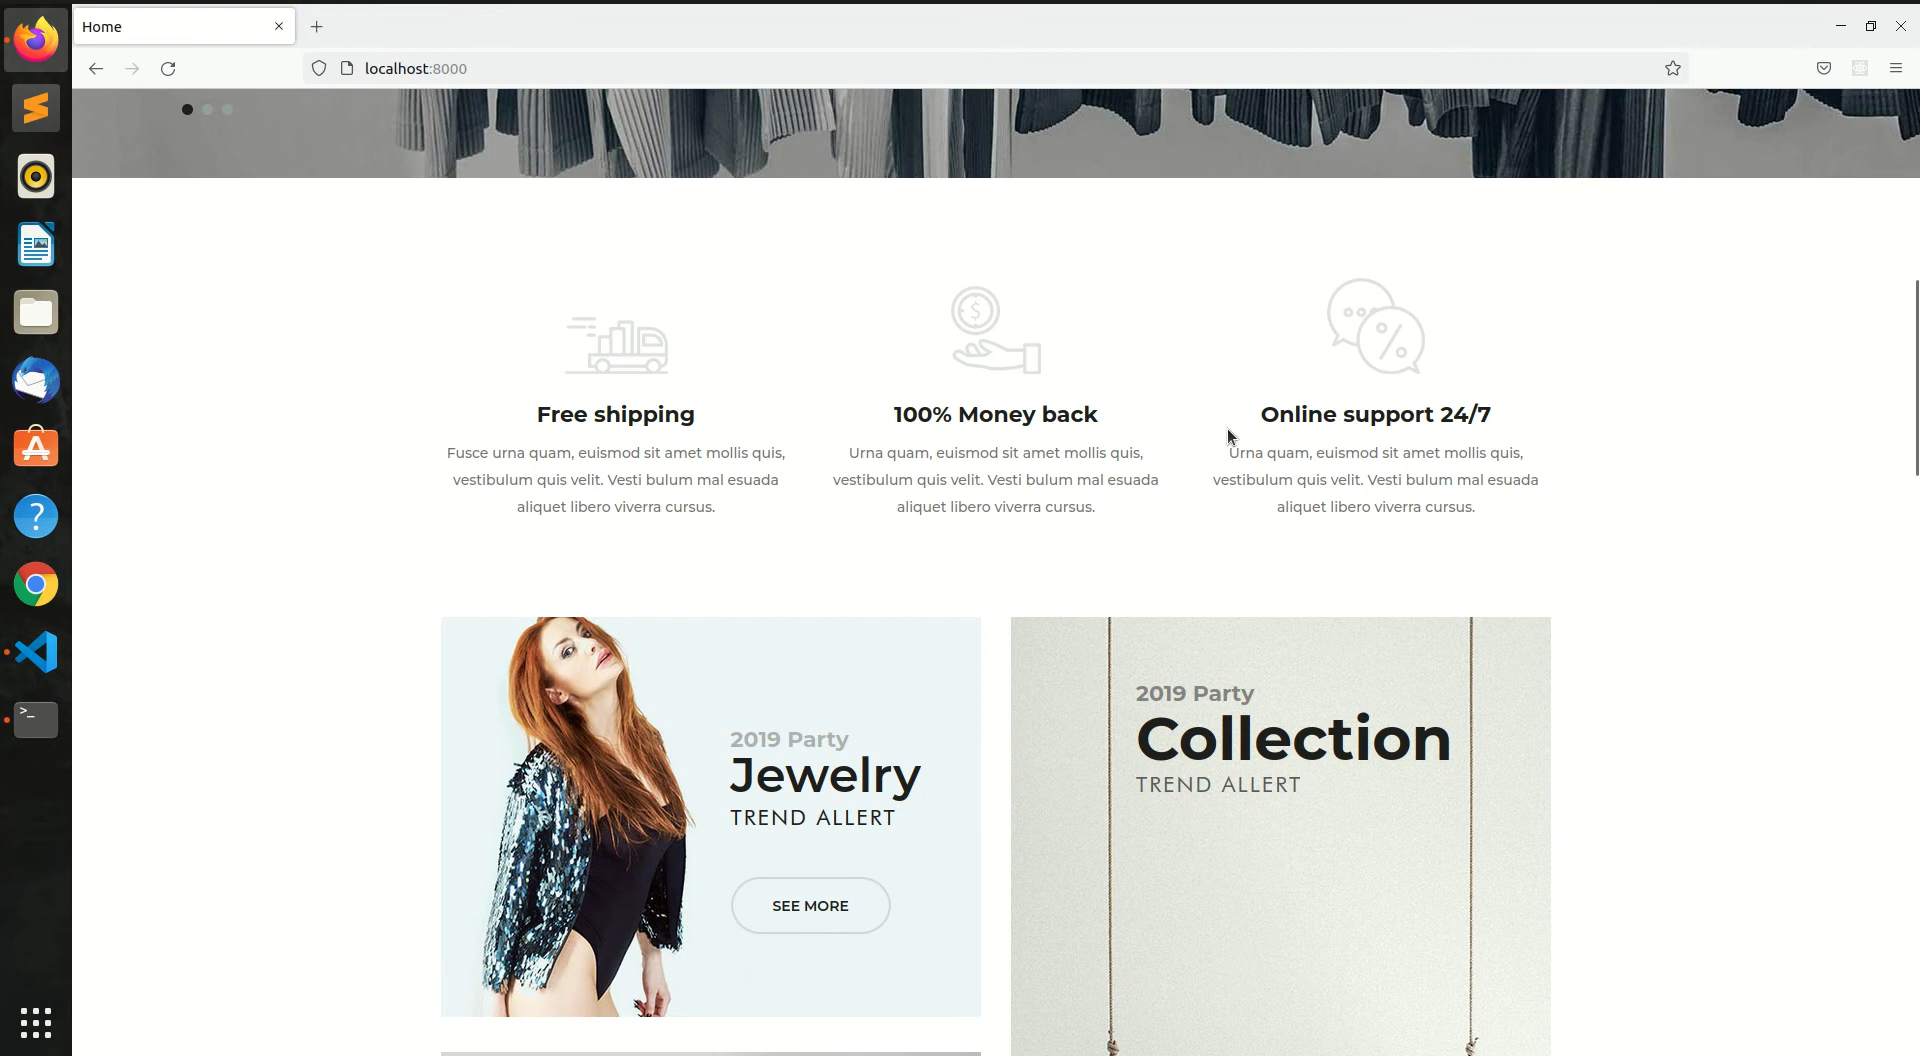 Home
localhost:8000
Free shipping
Fusce urna quam, euismod sit amet mollis quis,
vestibulum quis velit. Vesti bulum mal esuada
aliquet libero viverra cursus.
100% Money back
Urna quam, euismod sit amet mollis quis,
vestibulum quis velit. Vesti bulum mal esuada
aliquet libero viverra cursus.
Online support 24/7
Urna quam, euismod sit amet mollis quis,
vestibulum quis velit. Vesti bulum mal esuada
aliquet libero viverra cursus.
2019 Party
Jewelry
TREND ALLERT
SEE MORE
2019 Party
Collection
TREND ALLERT